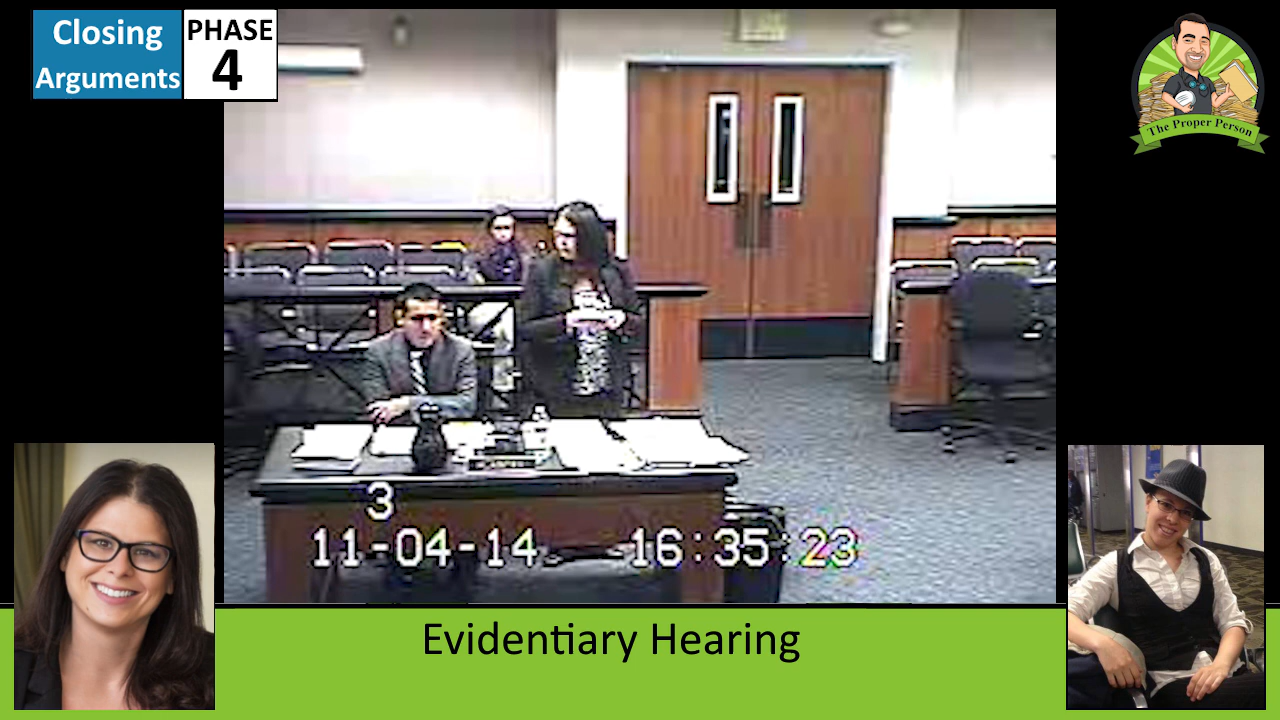 Closing
Arguments
PHASE
4
The Proper Person
3
11-04-14 16:35:23
Evidentiary Hearing